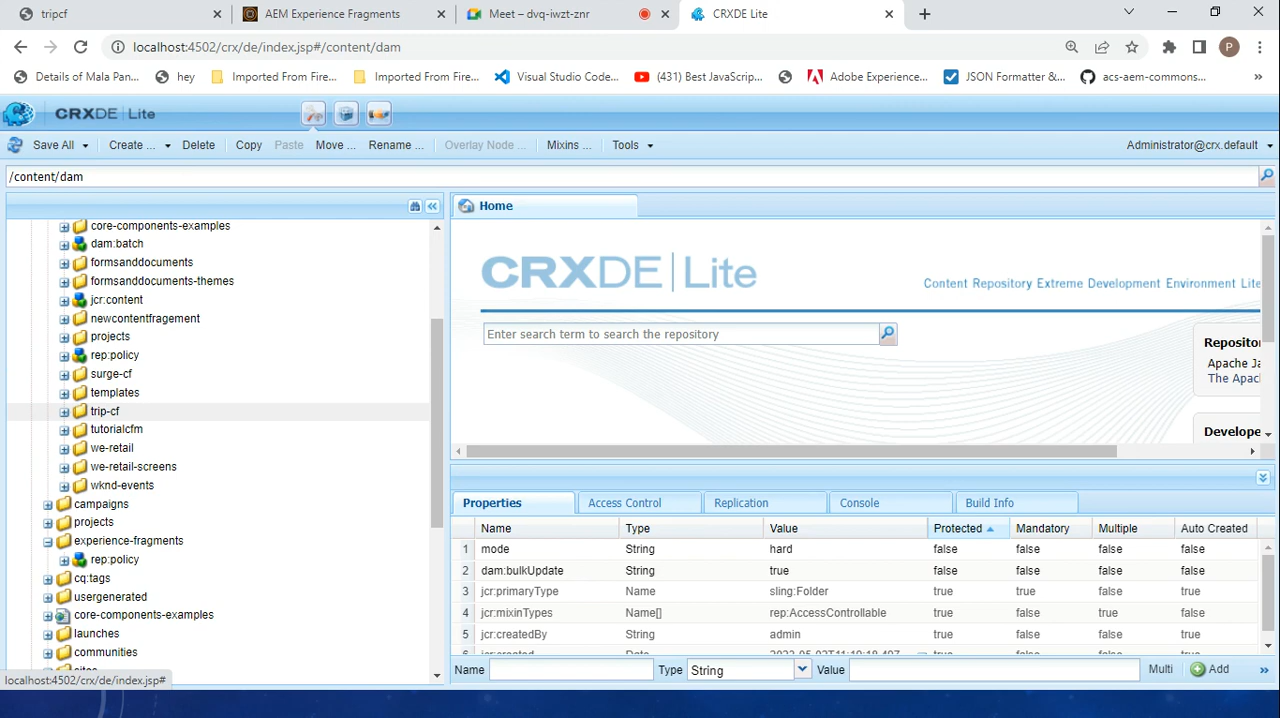 tripcf
AEM Experience Fragments
Meet – dvq-iwzt-znr
CRXDE Lite
localhost:4502/crx/de/index.jsp#/content/dam
P
Details of Mala Pan...
hey
Imported From Fire...
Imported From Fire...
Visual Studio Code...
(431) Best JavaScrip...
Adobe Experience...
JSON Formatter &...
acs-aem-commons...
»
CRXDE | Lite
Save All
Create ...
Delete
Copy
Paste
Move ...
Rename ...
Overlay Node ...
Mixins ...
Tools
Administrator@crx.default
/content/dam
core-components-examples
dam:batch
formsanddocuments
formsanddocuments-themes
jcr:content
newcontentfragement
projects
rep:policy
surge-cf
templates
trip-cf
tutorialcfm
we-retail
we-retail-screens
wknd-events
campaigns
projects
experience-fragments
rep:policy
cq:tags
usergenerated
core-components-examples
launches
communities
sites
localhost:4502/crx/de/index.jsp#
Home
CRXDE | Lite
Content Repository Extreme Development Environment Lite
Enter search term to search the repository
Repositor
Apache Ja
The Apac
Develope
Properties
Access Control
Replication
Console
Build Info
Name Type Value Protected Mandatory Multiple Auto Created
1 mode String hard false false false false
2 dam:bulkUpdate String true false false false false
3 jcr:primaryType Name sling:Folder true true false true
4 jcr:mixinTypes Name[] rep:AccessControllable true false true false
5 jcr:createdBy String admin true false false true
Name Type String Value Multi Add »